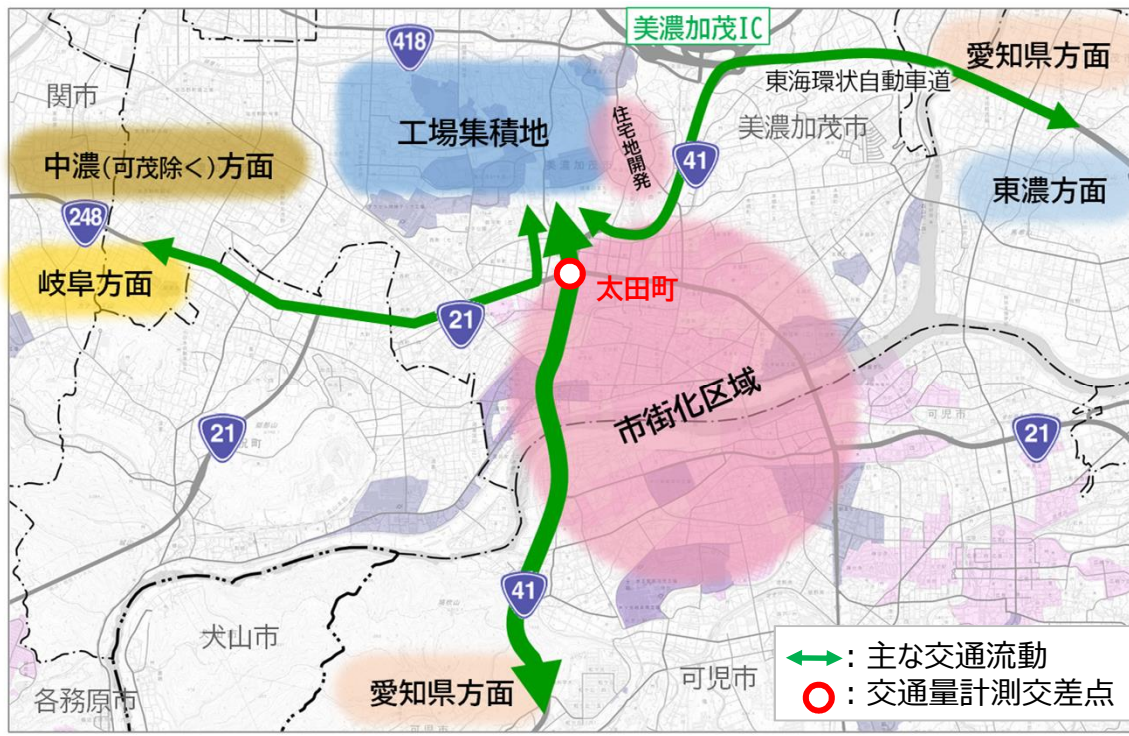 美濃加茂IC
418
愛知県方面
関市
東海環状自動車道
工場集積地
住宅地開発
美濃加茂市
中濃(可茂除く)方面
41
東濃方面
248
岐阜方面
太田町
21
市街化区域
21
可児市
21
41
犬山市
愛知県方面
可児市
各務原市
:主な交通流動
:交通量計測交差点